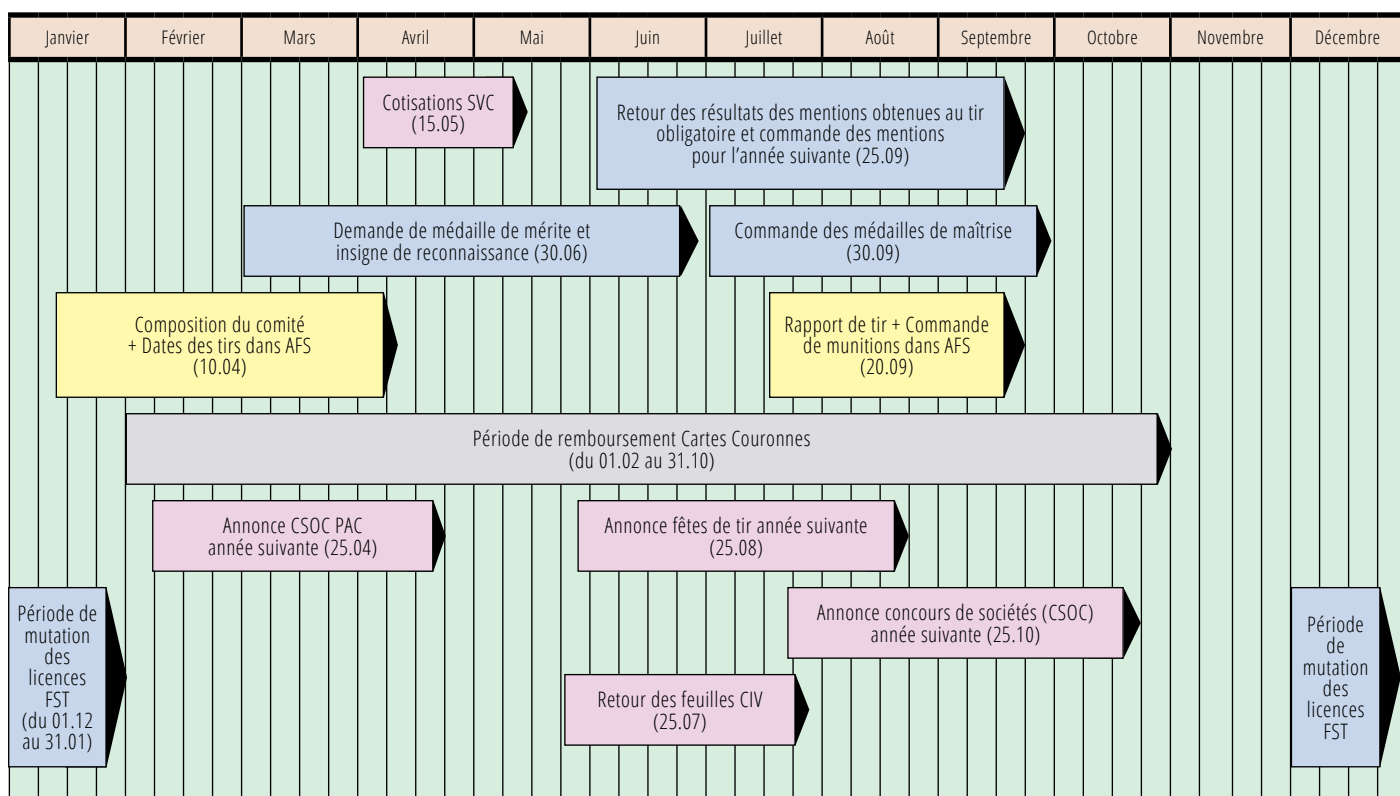 Janvier
Février
Mars
Avril
Mai
Juin
Juillet
Août
Septembre
Octobre
Novembre
Décembre
Cotisations SVC
(15.05)
Retour des résultats des mentions obtenues au tir
obligatoire et commande des mentions
pour l'année suivante (25.09)
Demande de médaille de mérite et
insigne de reconnaissance (30.06)
Commande des médailles de maîtrise
(30.09)
Composition du comité
+ Dates des tirs dans AFS
(10.04)
Rapport de tir + Commande
de munitions dans AFS
(20.09)
Période de remboursement Cartes Couronnes
(du 01.02 au 31.10)
Annonce CSOC PAC
année suivante (25.04)
Annonce fêtes de tir année suivante
(25.08)
Période de
mutation
des
licences
FST
(du 01.12
au 31.01)
Annonce concours de sociétés (CSOC)
année suivante (25.10)
Retour des feuilles CIV
(25.07)
Période
de
mutation
des
licences
FST